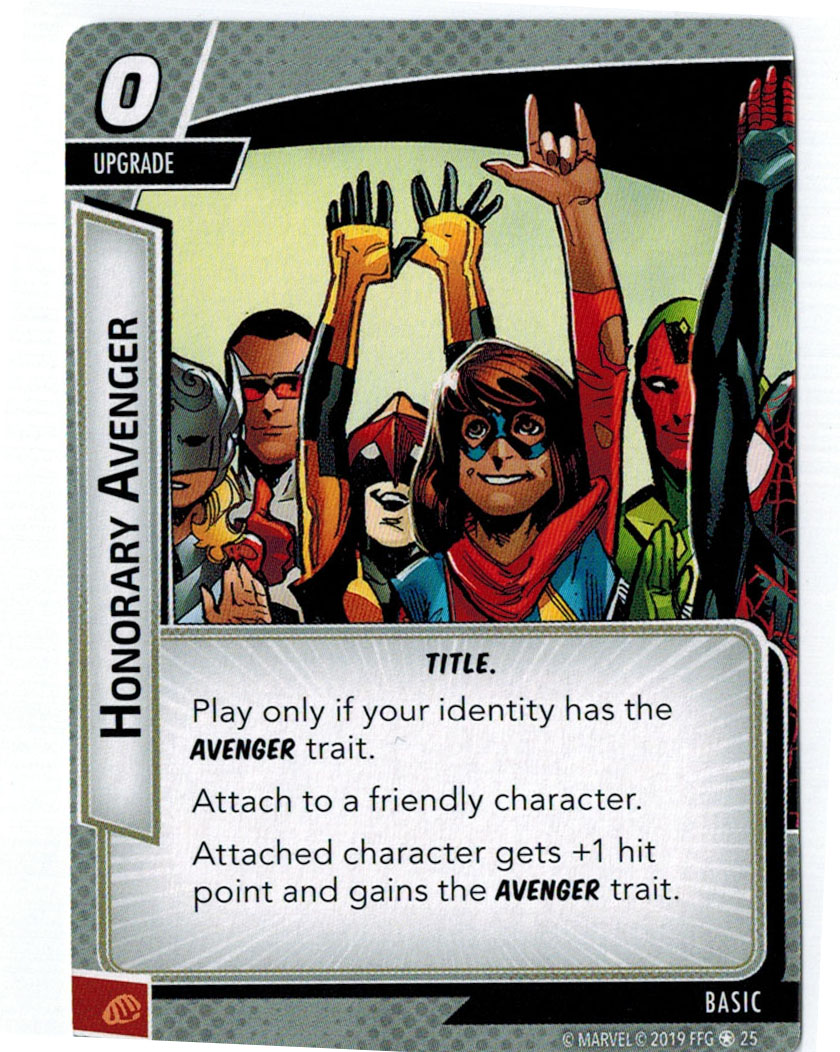 0
UPGRADE
HONORARY AVENGER
TITLE.
Play only if your identity has the
AVENGER trait.
Attach to a friendly character.
Attached character gets +1 hit
point and gains the AVENGER trait.
BASIC
© MARVEL © 2019 FFG 25